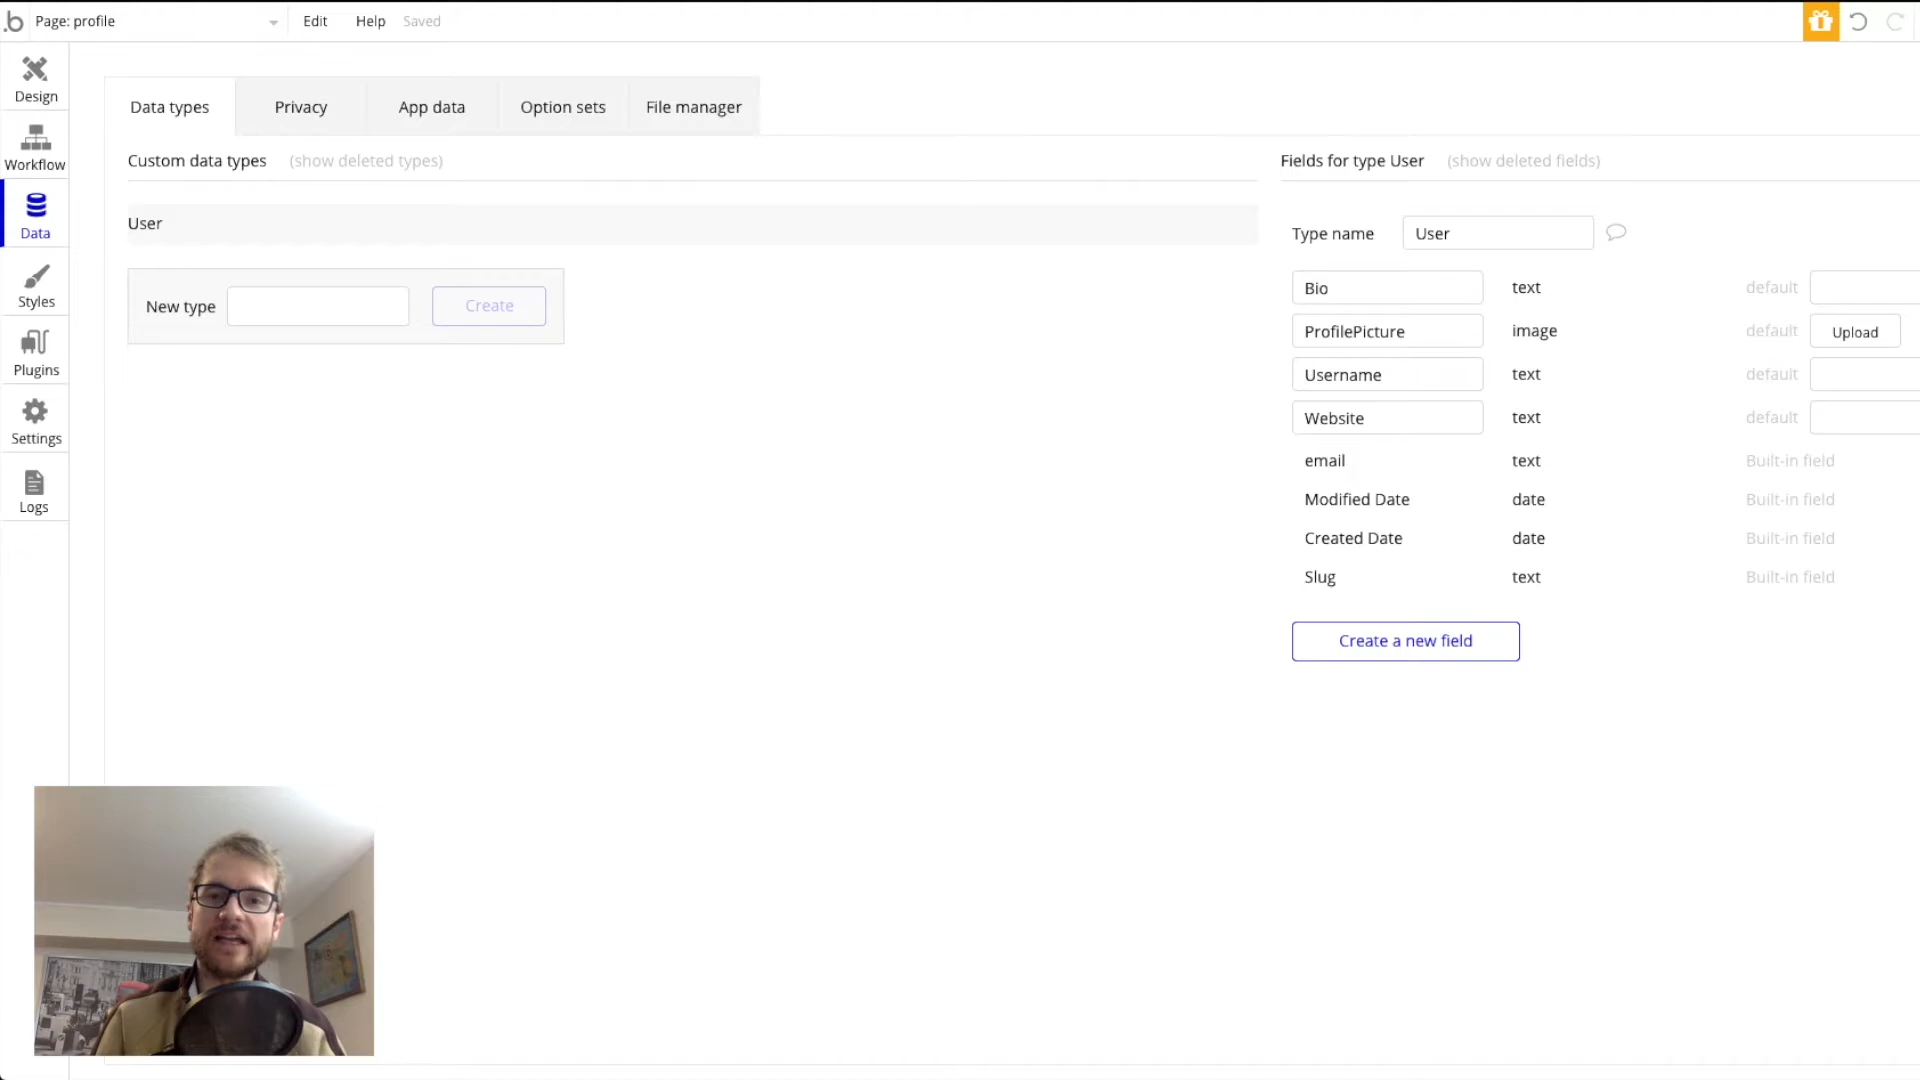 b Page: profile Edit Help Saved
Design
Workflow
Data
Styles
Plugins
Settings
Logs
Data types Privacy App data Option sets File manager
Custom data types (show deleted types)
User
New type Create
Fields for type User (show deleted fields)
Type name User
Bio text default
ProfilePicture image default Upload
Username text default
Website text default
email text Built-in field
Modified Date date Built-in field
Created Date date Built-in field
Slug text Built-in field
Create a new field